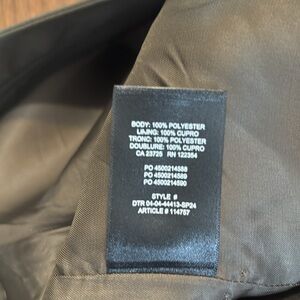 BODY: 100% POLYESTER
LINING: 100% CUPRO
TRONC: 100% POLYESTER
DOUBLURE: 100% CUPRO
CA 23725 RN 122364
PO 4500214588
PO 4500214589
PO 4500214590
STYLE #
DTR 04-04-44413-SP24
ARTICLE # 114757